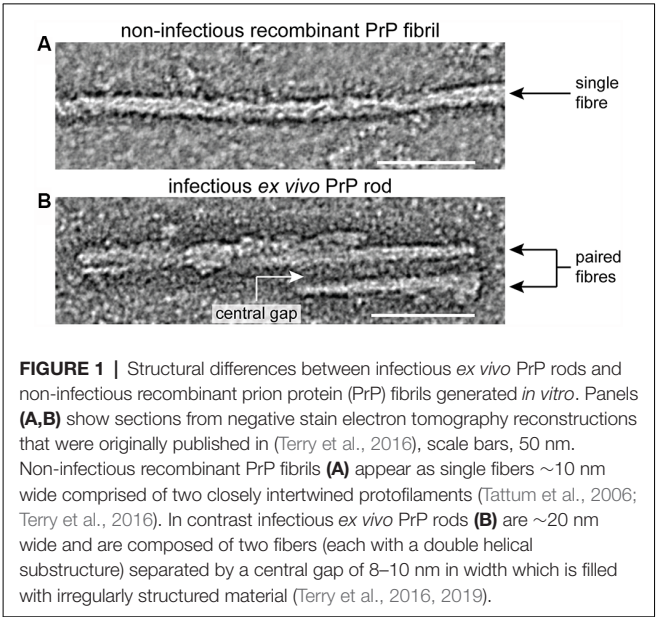 non-infectious recombinant PrP fibril
A
single
fibre
infectious ex vivo PrP rod
B
paired
fibres
central gap
FIGURE 1 | Structural differences between infectious ex vivo PrP rods and
non-infectious recombinant prion protein (PrP) fibrils generated in vitro. Panels
(A,B) show sections from negative stain electron tomography reconstructions
that were originally published in (Terry et al., 2016), scale bars, 50 nm.
Non-infectious recombinant PrP fibrils (A) appear as single fibers ∼10 nm
wide comprised of two closely intertwined protofilaments (Tattum et al., 2006;
Terry et al., 2016). In contrast infectious ex vivo PrP rods (B) are ∼20 nm
wide and are composed of two fibers (each with a double helical
substructure) separated by a central gap of 8–10 nm in width which is filled
with irregularly structured material (Terry et al., 2016, 2019).